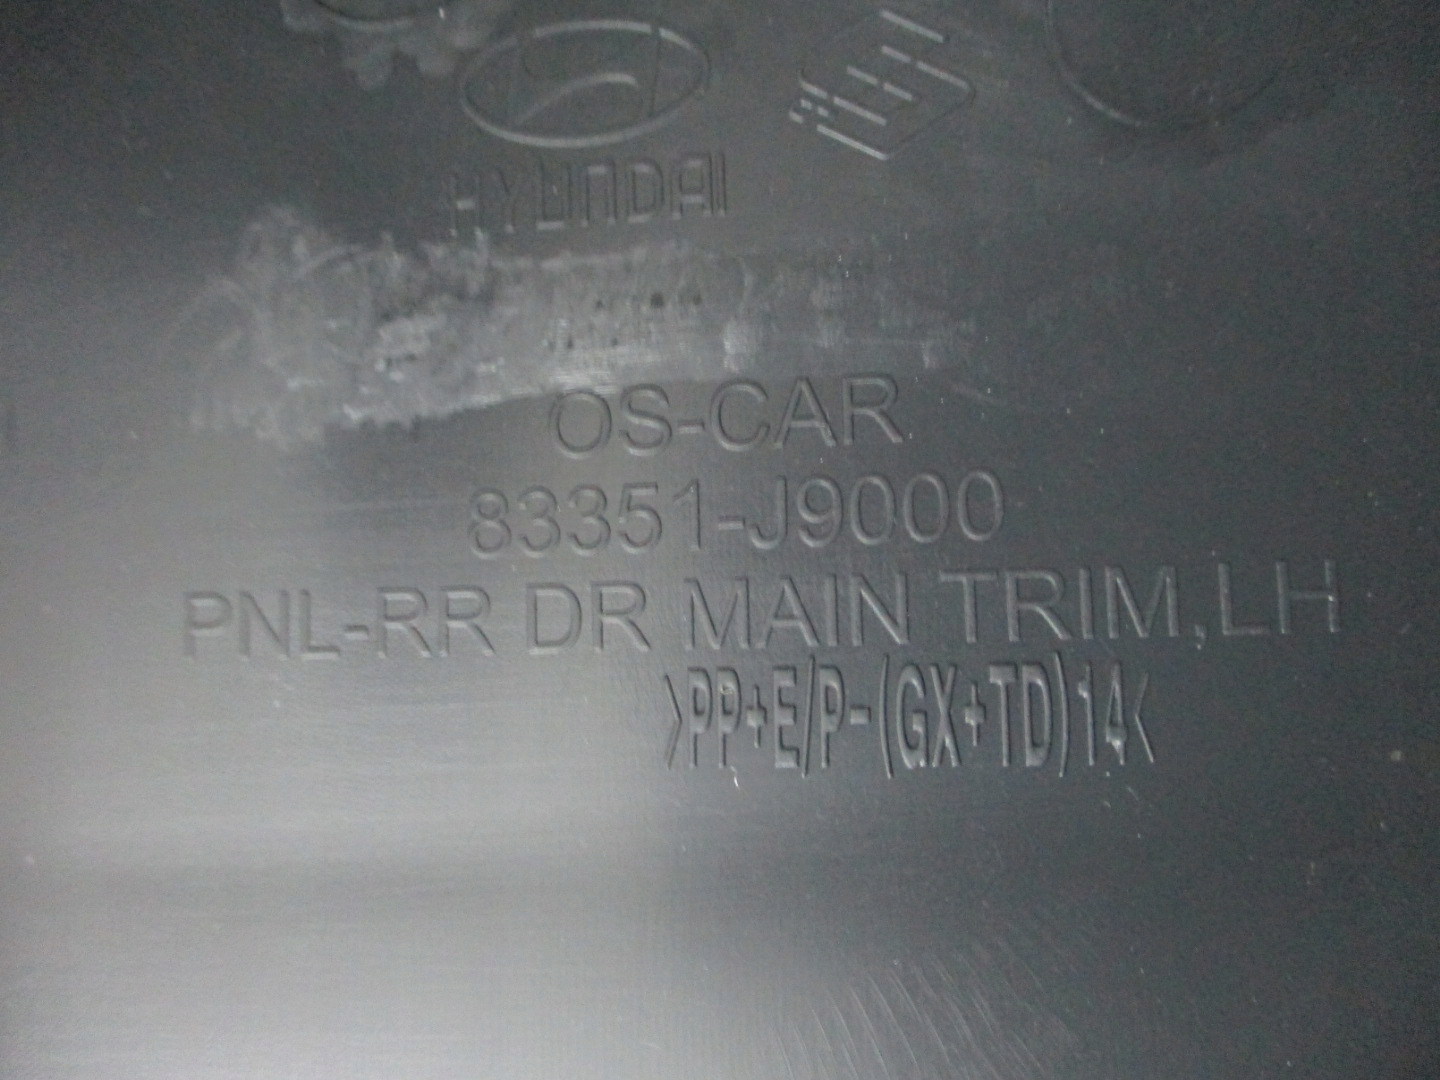 HYUNDAI
OS-CAR
83351-J9000
PNL-RR DR MAIN TRIM,LH
>PP+E/P-(GX+TD)14<